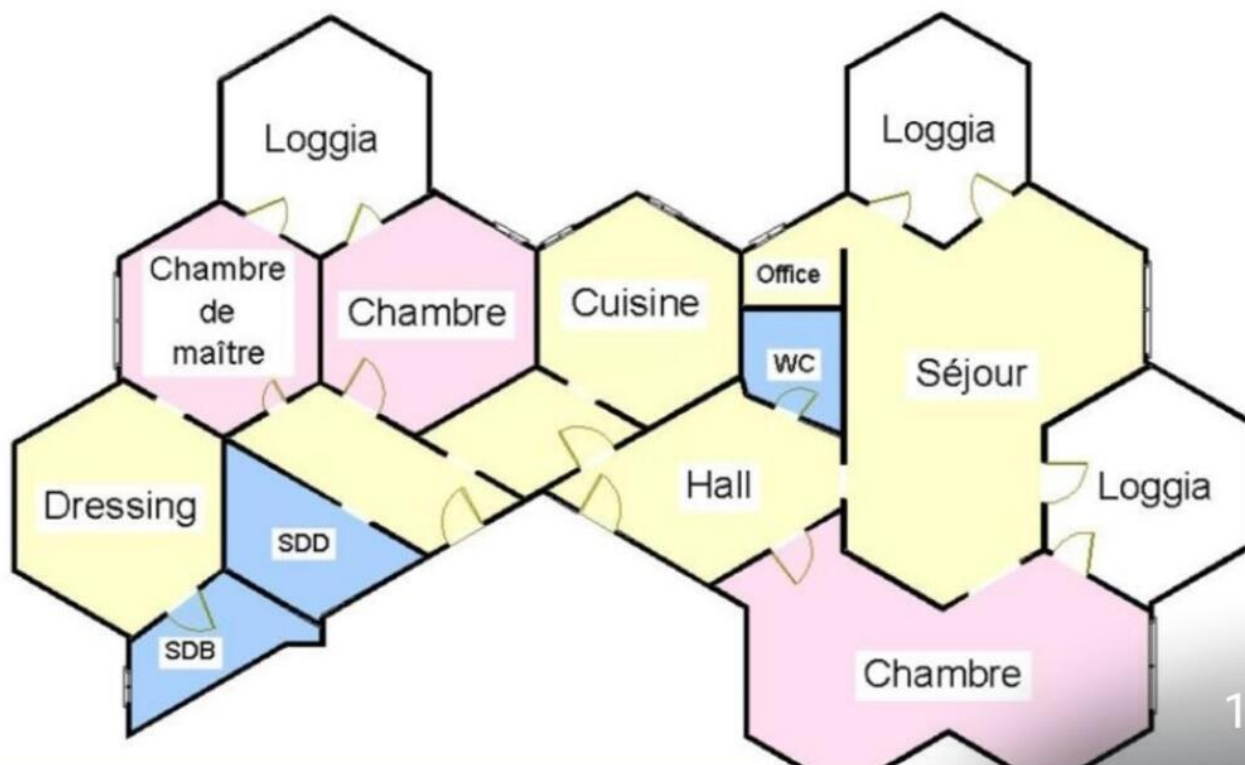 Loggia
Loggia
Chambre
de
maître
Chambre
Cuisine
Office
WC
Séjour
Dressing
SDD
Hall
Loggia
SDB
Chambre
1